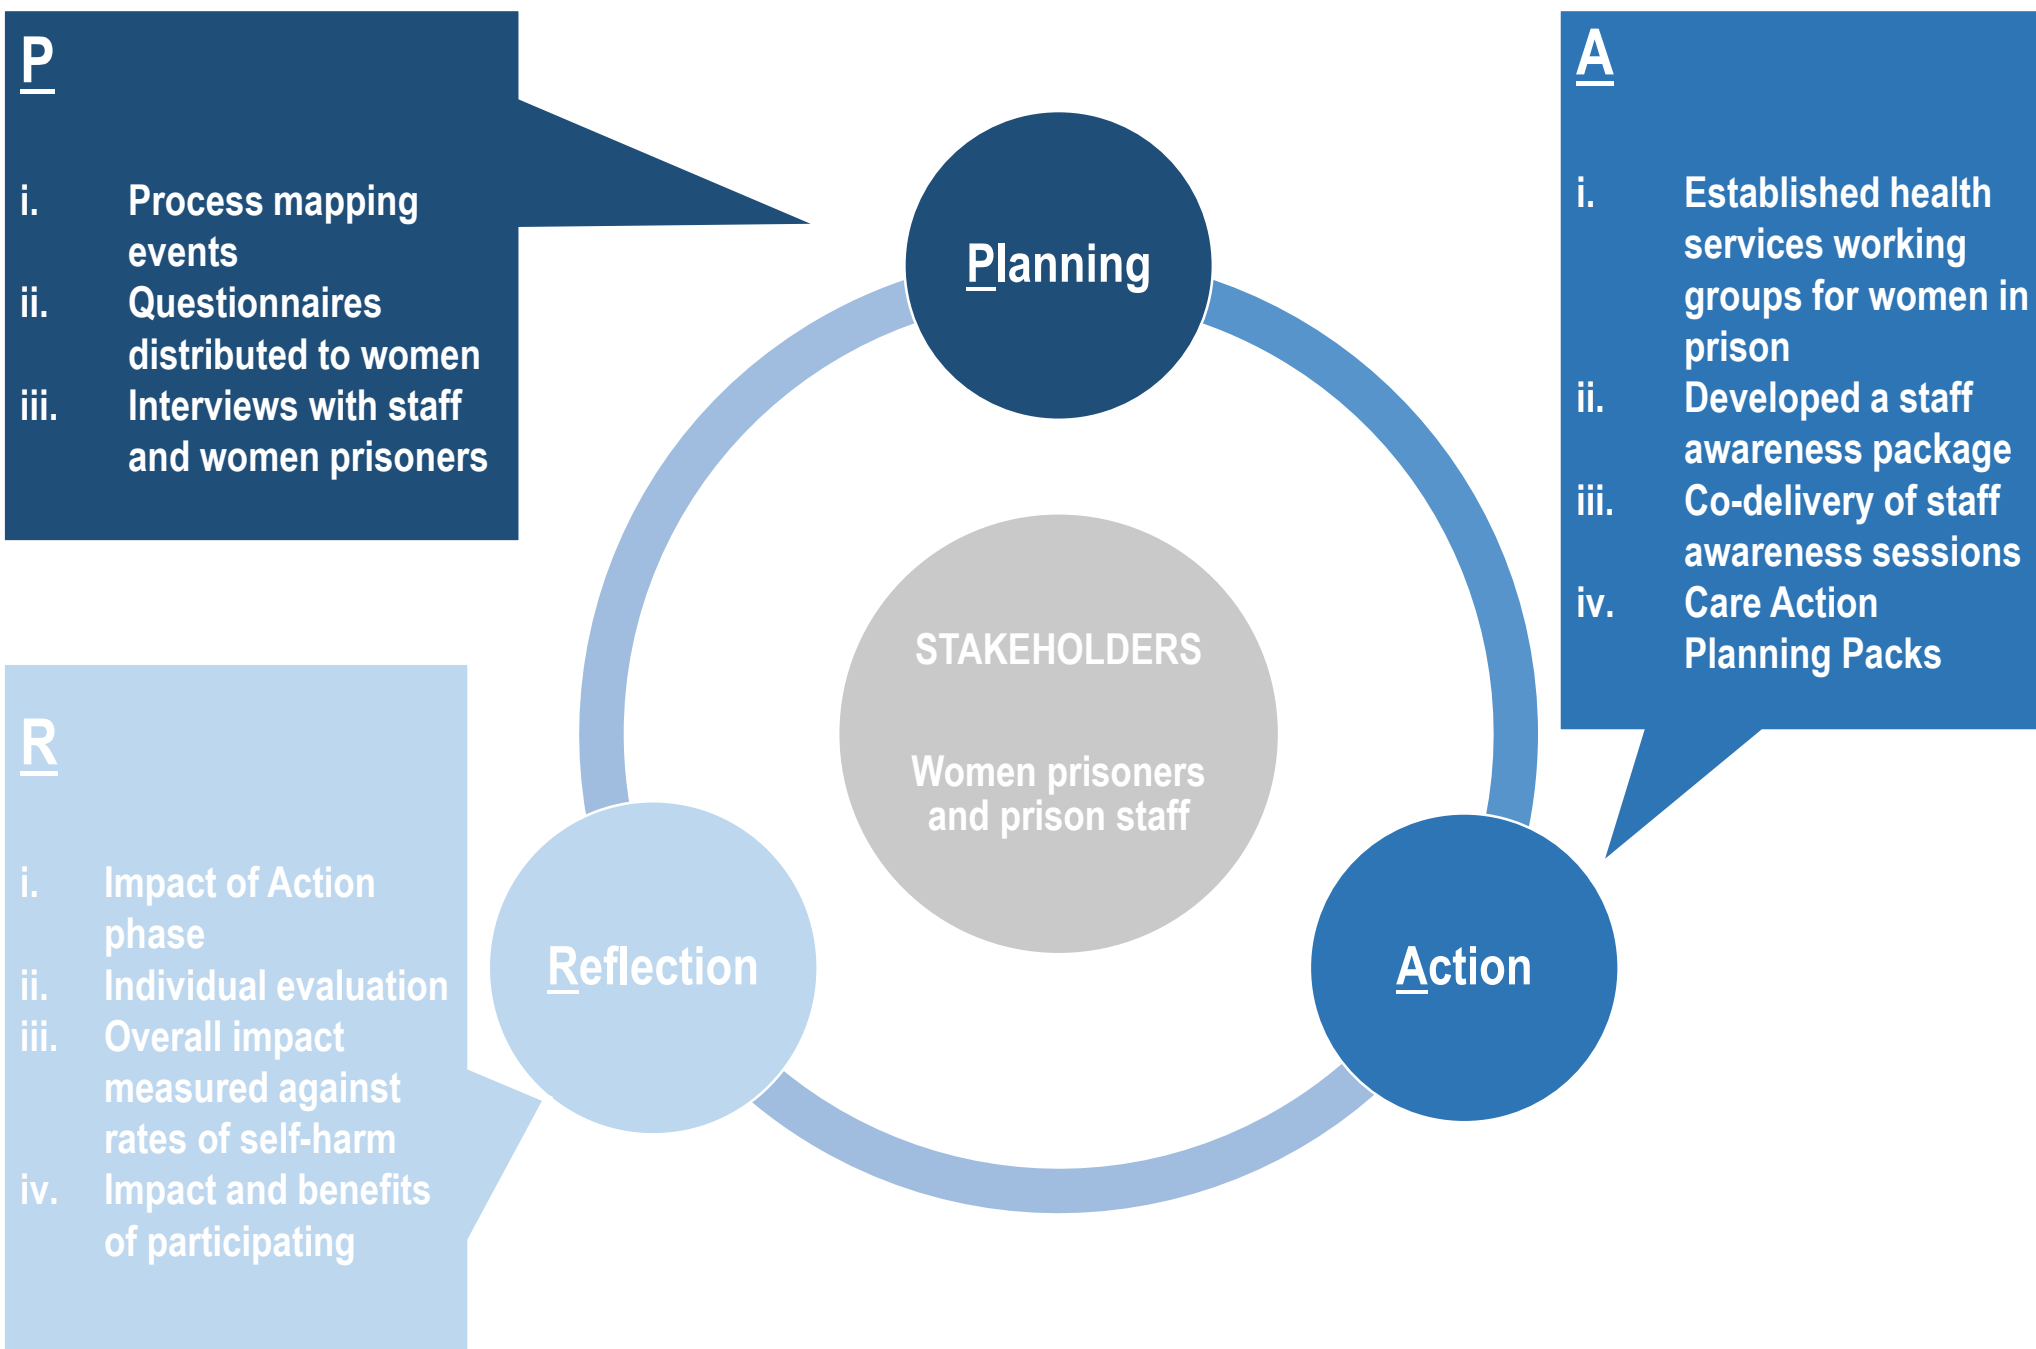 P
i. Process mapping
events
ii. Questionnaires
distributed to women
iii. Interviews with staff
and women prisoners
A
i. Established health
services working
groups for women in
prison
ii. Developed a staff
awareness package
iii. Co-delivery of staff
awareness sessions
iv. Care Action
Planning Packs
Planning
STAKEHOLDERS
Women prisoners
and prison staff
Reflection
Action
R
i. Impact of Action
phase
ii. Individual evaluation
iii. Overall impact
measured against
rates of self-harm
iv. Impact and benefits
of participating